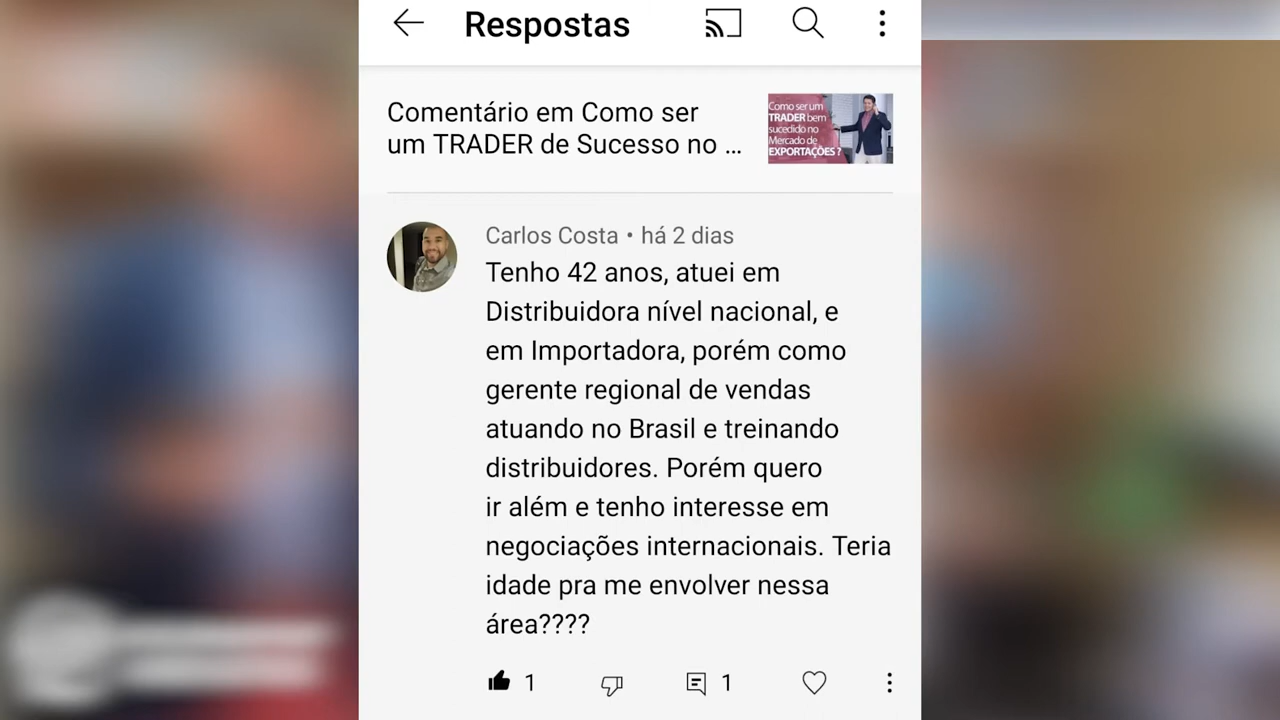 Respostas
Comentário em Como ser
um TRADER de Sucesso no ...
Como ser um
TRADER bem
sucedido no
Mercado de
EXPORTAÇÕES ?
Carlos Costa • há 2 dias
Tenho 42 anos, atuei em
Distribuidora nível nacional, e
em Importadora, porém como
gerente regional de vendas
atuando no Brasil e treinando
distribuidores. Porém quero
ir além e tenho interesse em
negociações internacionais. Teria
idade pra me envolver nessa
área????
1
1